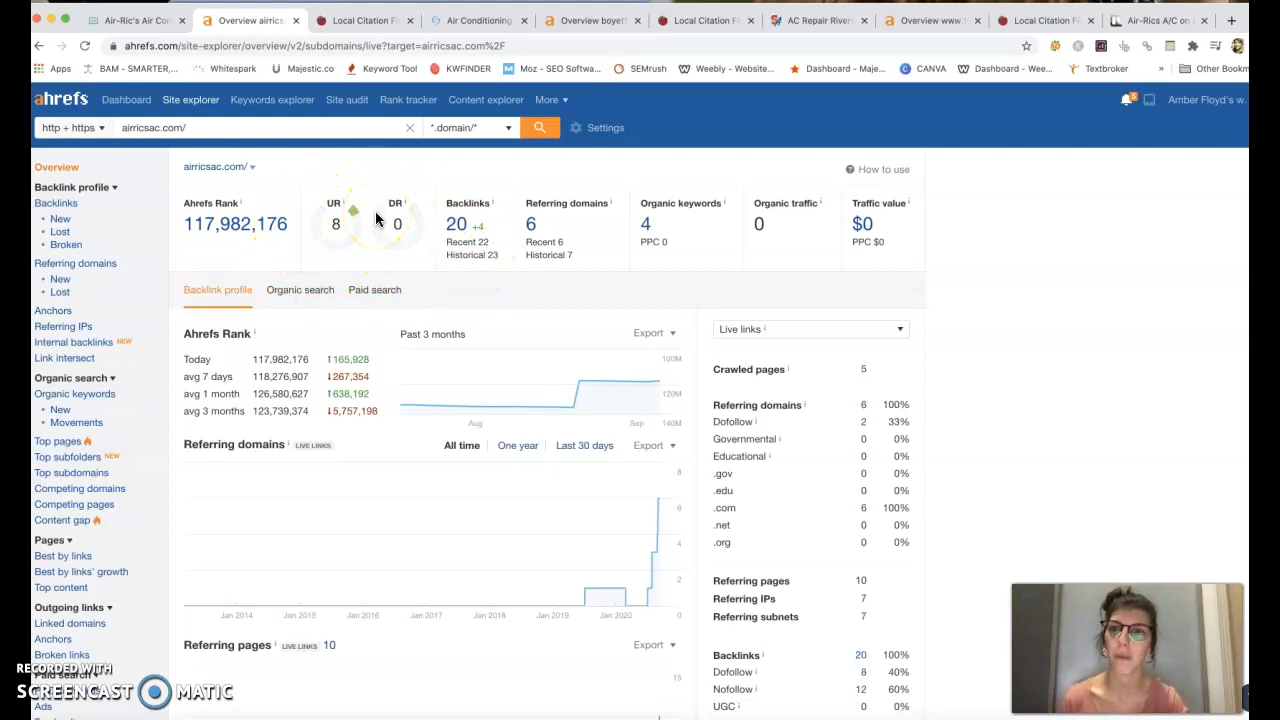 Air-Ric's Air Con
Overview airrics
Local Citation Fi
Air Conditioning
Overview boyett
Local Citation Fi
AC Repair River
Overview www.
Local Citation Fi
Air-Rics A/C on
ahrefs.com/site-explorer/overview/v2/subdomains/live?target=airricsac.com%2F
Apps BAM - SMARTER,... Whitespark Majestic.co Keyword Tool KWFINDER Moz - SEO Softwa... SEMrush Weebly - Website... Dashboard - Maje... CANVA Dashboard - Wee... Textbroker » Other Bookm
ahrefs Dashboard Site explorer Keywords explorer Site audit Rank tracker Content explorer More Amber Floyd's w
http + https airricsac.com/ *.domain/* Settings
Overview
Backlink profile
Backlinks
New
Lost
Broken
Referring domains
New
Lost
Anchors
Referring IPs
Internal backlinks NEW
Link intersect
Organic search
Organic keywords
New
Movements
Top pages
Top subfolders NEW
Top subdomains
Competing domains
Competing pages
Content gap
Pages
Best by links
Best by links' growth
Top content
Outgoing links
Linked domains
Anchors
Broken links
Paid search
Ads
airricsac.com/
How to use
Ahrefs Rank
117,982,176
UR
8
DR
0
Backlinks
20 +4
Recent 22
Historical 23
Referring domains
6
Recent 6
Historical 7
Organic keywords
4
PPC 0
Organic traffic
0
Traffic value
$0
PPC $0
Backlink profile Organic search Paid search
Ahrefs Rank Past 3 months Export
Today 117,982,176 165,928
avg 7 days 118,276,907 267,354
avg 1 month 126,580,627 638,192
avg 3 months 123,739,374 5,757,198
100M
120M
140M
Aug Sep
Referring domains LIVE LINKS All time One year Last 30 days Export
8
6
4
2
0
Jan 2014 Jan 2015 Jan 2016 Jan 2017 Jan 2018 Jan 2019 Jan 2020
Referring pages LIVE LINKS 10 Export
15
Live links
Crawled pages 5
Referring domains 6 100%
Dofollow 2 33%
Governmental 0 0%
Educational 0 0%
.gov 0 0%
.edu 0 0%
.com 6 100%
.net 0 0%
.org 0 0%
Referring pages 10
Referring IPs 7
Referring subnets 7
Backlinks 20 100%
Dofollow 8 40%
Nofollow 12 60%
UGC 0 0%
RECORDED WITH
SCREENCAST MATIC